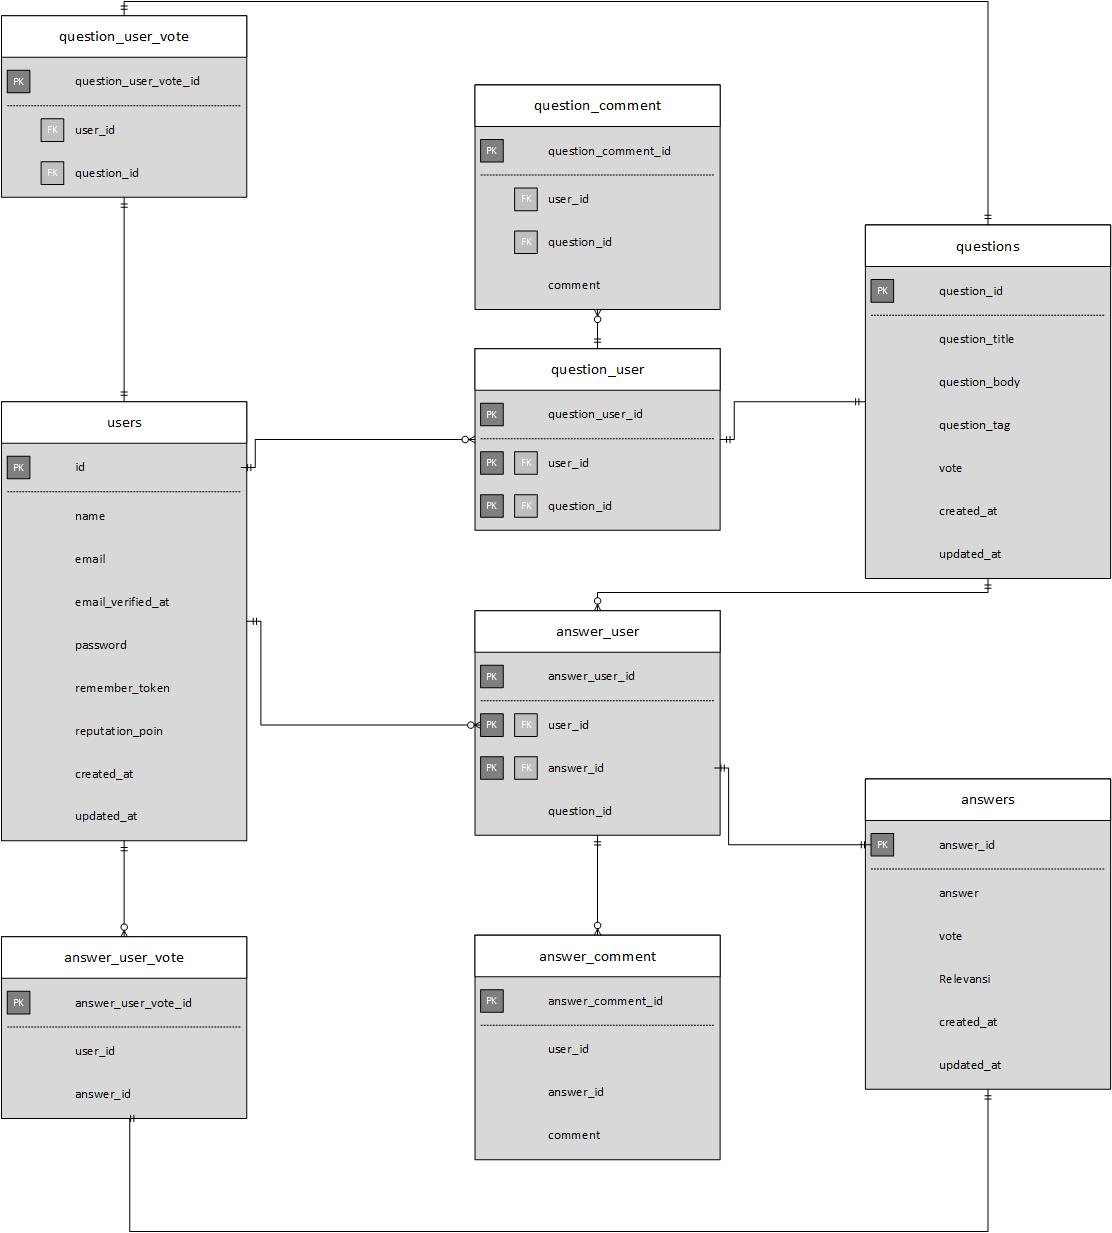 question_user_vote
PK question_user_vote_id
FK user_id
FK question_id
question_comment
PK question_comment_id
FK user_id
FK question_id
comment
questions
PK question_id
question_title
question_body
question_tag
vote
created_at
updated_at
question_user
PK question_user_id
PK FK user_id
PK FK question_id
users
PK id
name
email
email_verified_at
password
remember_token
reputation_poin
created_at
updated_at
answer_user
PK answer_user_id
PK FK user_id
PK FK answer_id
question_id
answers
PK answer_id
answer
vote
Relevansi
created_at
updated_at
answer_user_vote
PK answer_user_vote_id
user_id
answer_id
answer_comment
PK answer_comment_id
user_id
answer_id
comment